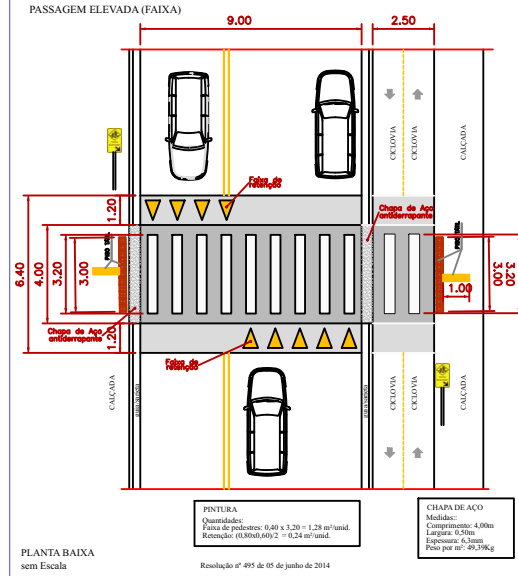 PASSAGEM ELEVADA (FAIXA)
9.00
2.50
CICLOVIA
CICLOVIA
CALÇADA
Faixa de
retenção
1.20
Chapa de Aço
antiderrapante
6.40
4.00
3.20
3.00
PISO TÁTIL
PISO TÁTIL
1.00
3.00
3.20
Chapa de Aço
antiderrapante
1.20
Faixa de
retenção
CALÇADA
CICLOVIA
CICLOVIA
CALÇADA
PINTURA
Quantidades:
Faixa de pedestres: 0,40 x 3,20 = 1,28 m²/unid.
Retenção: (0,80x0,60)/2 = 0,24 m²/unid.
CHAPA DE AÇO
Medidas::
Comprimento: 4,00m
Largura: 0,50m
Espessura: 6,3mm
Peso por m²: 49,39Kg
PLANTA BAIXA
sem Escala
Resolução nº 495 de 05 de junho de 2014